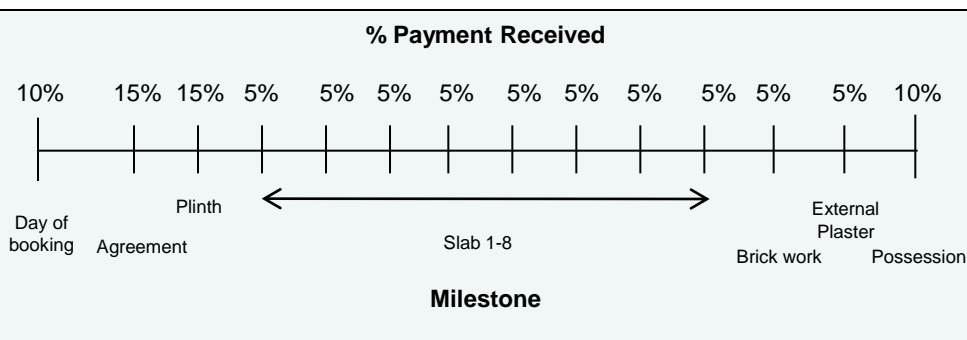 % Payment Received
10% 15% 15% 5% 5% 5% 5% 5% 5% 5% 5% 5% 5% 10%
Day of
booking
Agreement
Plinth
Slab 1-8
Brick work
External
Plaster
Possession
Milestone